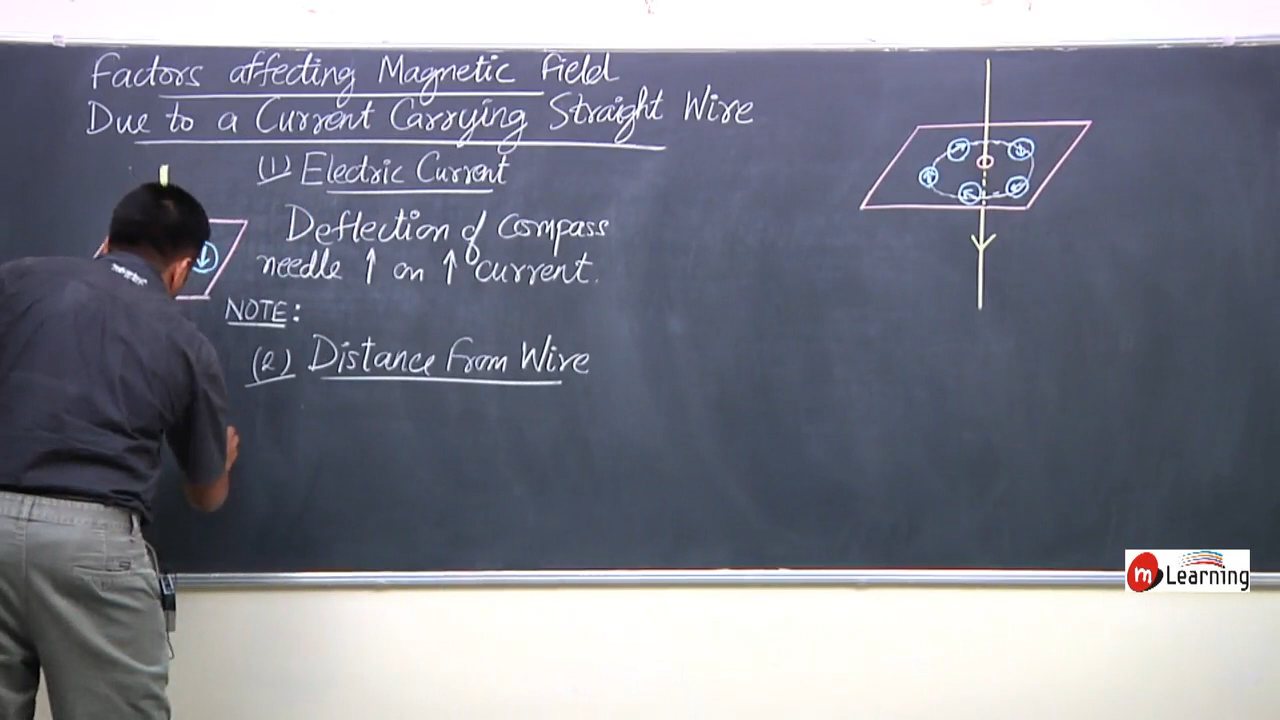 Factors affecting Magnetic Field
Due to a Current Carrying Straight Wire
(1) Electric Current
Deflection of compass
needle ↑ on ↑ current.
NOTE:
(2) Distance from Wire
m Learning